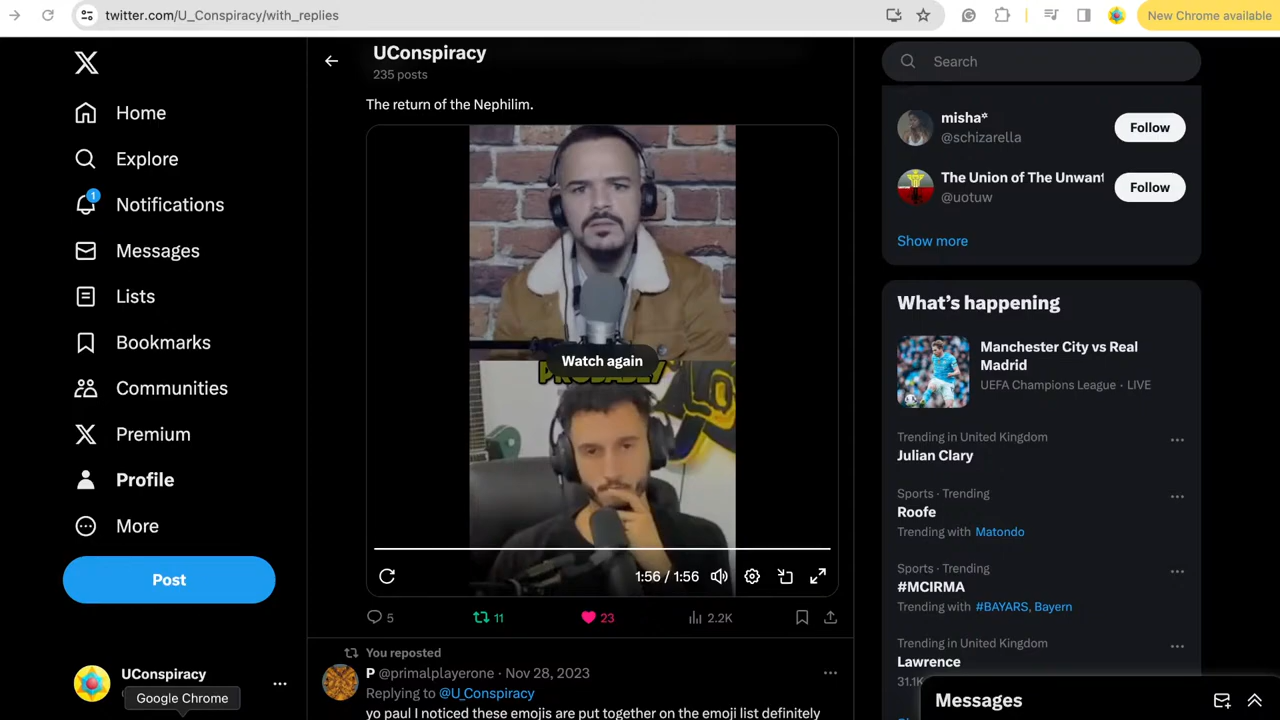 twitter.com/U_Conspiracy/with_replies
New Chrome available
UConspiracy
235 posts
Home
Explore
1
Notifications
Messages
Lists
Bookmarks
Communities
Premium
Profile
More
Post
UConspiracy
Google Chrome
The return of the Nephilim.
Watch again
PROBABLY
1:56 / 1:56
5
11
23
2.2K
You reposted
P @primalplayerone · Nov 28, 2023
Replying to @U_Conspiracy
yo paul I noticed these emojis are put together on the emoji list definitely
Search
misha*
@schizarella
Follow
The Union of The Unwant
@uotuw
Follow
Show more
What's happening
Manchester City vs Real
Madrid
UEFA Champions League · LIVE
Trending in United Kingdom
Julian Clary
Sports · Trending
Roofe
Trending with Matondo
Sports · Trending
#MCIRMA
Trending with #BAYARS, Bayern
Trending in United Kingdom
Lawrence
31.1K
Messages